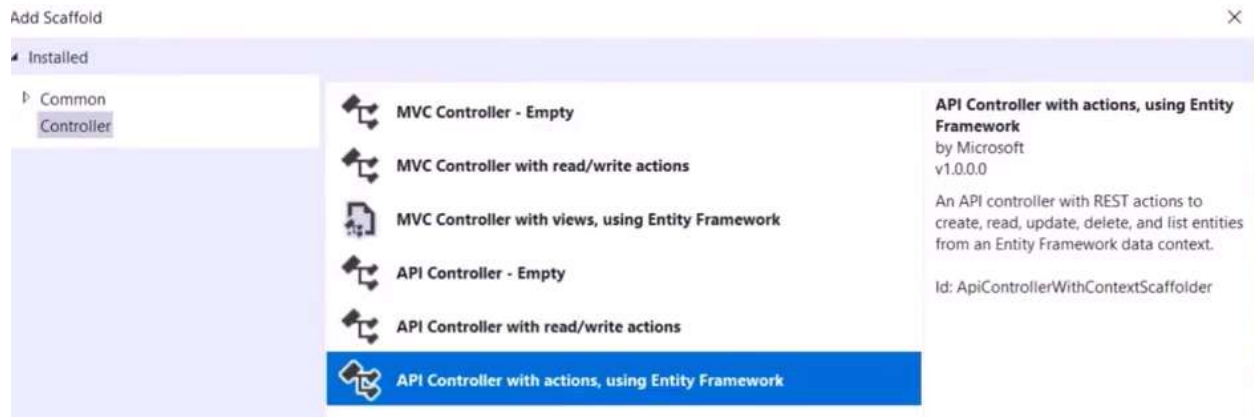 Add Scaffold
Installed
Common
Controller
MVC Controller - Empty
MVC Controller with read/write actions
MVC Controller with views, using Entity Framework
API Controller - Empty
API Controller with read/write actions
API Controller with actions, using Entity Framework
API Controller with actions, using Entity
Framework
by Microsoft
v1.0.0.0
An API controller with REST actions to
create, read, update, delete, and list entities
from an Entity Framework data context.
Id: ApiControllerWithContextScaffolder